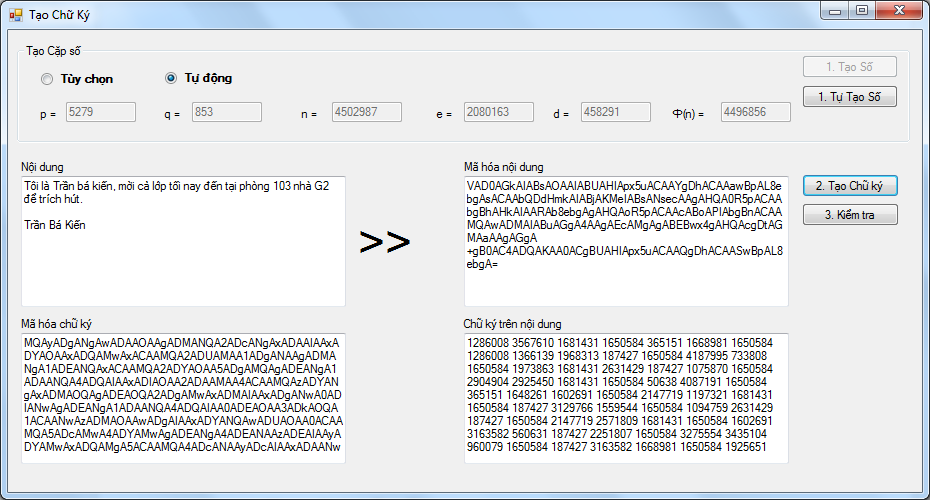 Tạo Chữ Ký
Tạo Cặp số
Tùy chọn
Tự động
1. Tạo Số
1. Tự Tạo Số
p = 5279 q = 853 n = 4502987 e = 2080163 d = 458291 Φ(n) = 4496856
Nội dung
Tôi là Trần bá kiến, mời cả lớp tối nay đến tại phòng 103 nhà G2
để trích hút.
Trần Bá Kiến
>>
Mã hóa nội dung
VAD0AGkAIABsAOAAIABUAHIApx5uACAAYgDhACAAawBpAL8e
bgAsACAAbQDdHmkAIABjAKMeIABsANsecAAgAHQA0R5pACAA
bgBhAHkAIAARAb8ebgAgAHQAoR5pACAAcABoAPIAbgBnACAA
MQAwADMAIABuAGgA4AAgAEcAMgAgABEBwx4gAHQAcgDtAG
MAaAAgAGgA
+gB0AC4ADQAKAA0ACgBUAHIApx5uACAAQgDhACAASwBpAL8
ebgA=
2. Tạo Chữ ký
3. Kiểm tra
Mã hóa chữ ký
MQAyADgANgAwADAAOAAgADMANQA2ADcANgAxADAAIAAxA
DYAOAAxADQAMwAxACAAMQA2ADUAMAA1ADgANAAgADMA
NgA1ADEANQAxACAAMQA2ADYAOAA5ADgAMQAgADEANgA1
ADAANQA4ADQAIAAxADIAOAA2ADAAMAA4ACAAMQAzADYAN
gAxADMAOQAgADEAOQA2ADgAMwAxADMAIAAxADgANwA0AD
IANwAgADEANgA1ADAANQA4ADQAIAA0ADEAOAA3ADkAOQA
1ACAANwAzADMAOAAwADgAIAAxADYANQAwADUAOAA0ACAA
MQA5ADcAMwA4ADYAMwAgADEANgA4ADEANAAzADEAIAAy
ADYAMwAxADQAMgA5ACAAMQA4ADcANAAyADcAIAAxADAANw
Chữ ký trên nội dung
1286008 3567610 1681431 1650584 365151 1668981 1650584
1286008 1366139 1968313 187427 1650584 4187995 733808
1650584 1973863 1681431 2631429 187427 1075870 1650584
2904904 2925450 1681431 1650584 50638 4087191 1650584
365151 1648261 1602691 1650584 2147719 1197321 1681431
1650584 187427 3129766 1559544 1650584 1094759 2631429
187427 1650584 2147719 2571809 1681431 1650584 1602691
3163582 560631 187427 2251807 1650584 3275554 3435104
960079 1650584 187427 3163582 1668981 1650584 1925651